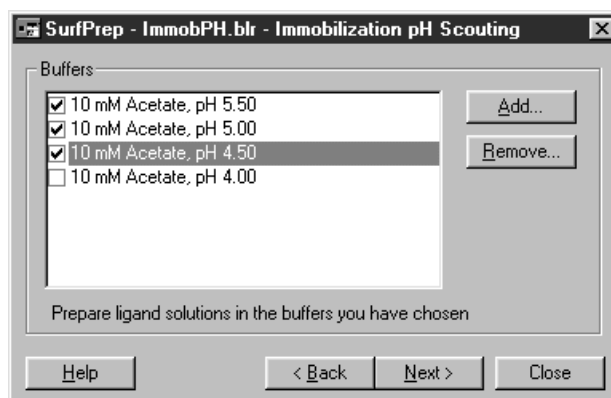 SurfPrep - ImmobPH.blr - Immobilization pH Scouting
Buffers
10 mM Acetate, pH 5.50
10 mM Acetate, pH 5.00
10 mM Acetate, pH 4.50
10 mM Acetate, pH 4.00
Add...
Remove...
Prepare ligand solutions in the buffers you have chosen
Help
< Back
Next >
Close